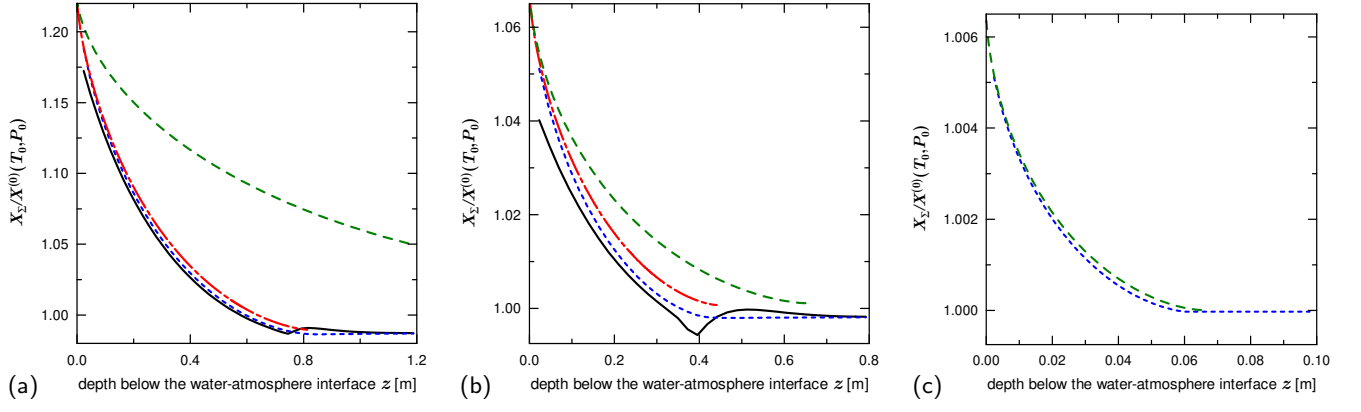 1.20
1.15
1.10
1.05
1.00
X_Σ/X^(0)(T_0,P_0)
0.0 0.4 0.8 1.2
(a) depth below the water-atmosphere interface z [m]
1.06
1.04
1.02
1.00
X_Σ/X^(0)(T_0,P_0)
0.0 0.2 0.4 0.6 0.8
(b) depth below the water-atmosphere interface z [m]
1.006
1.004
1.002
1.000
X_Σ/X^(0)(T_0,P_0)
0.00 0.02 0.04 0.06 0.08 0.10
(c) depth below the water-atmosphere interface z [m]